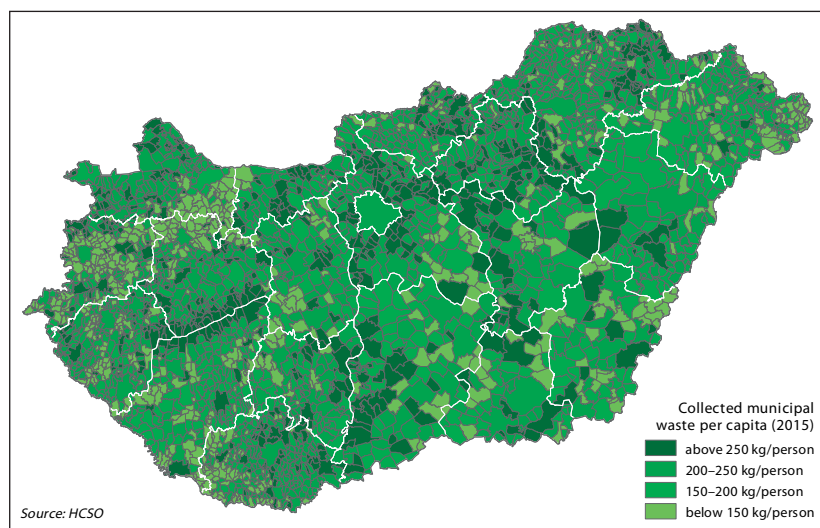 Collected municipal
waste per capita (2015)
above 250 kg/person
200–250 kg/person
150–200 kg/person
below 150 kg/person
Source: HCSO